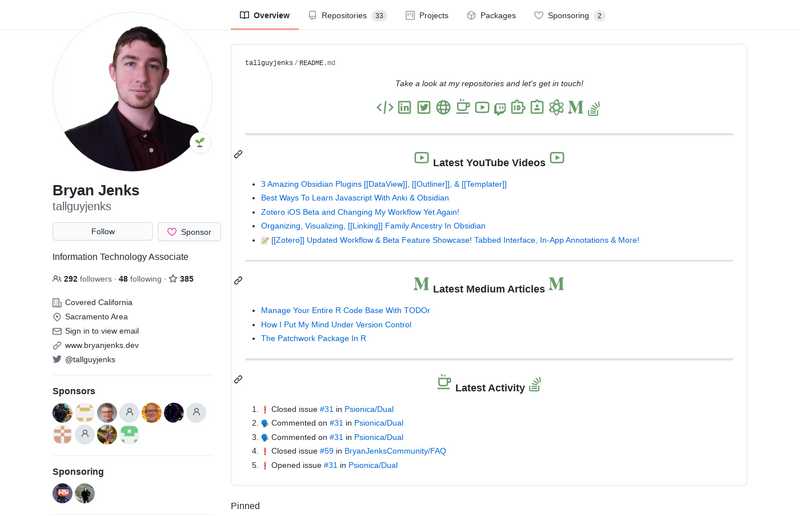 Overview
Repositories 33
Projects
Packages
Sponsoring 2
tallguyjenks / README.md
Take a look at my repositories and let's get in touch!
Latest YouTube Videos
3 Amazing Obsidian Plugins [[DataView]], [[Outliner]], & [[Templater]]
Best Ways To Learn Javascript With Anki & Obsidian
Zotero iOS Beta and Changing My Workflow Yet Again!
Organizing, Visualizing, [[Linking]] Family Ancestry In Obsidian
📝 [[Zotero]] Updated Workflow & Beta Feature Showcase! Tabbed Interface, In-App Annotations & More!
M Latest Medium Articles M
Manage Your Entire R Code Base With TODOr
How I Put My Mind Under Version Control
The Patchwork Package In R
Latest Activity
1. ❗ Closed issue #31 in Psionica/Dual
2. 🗣 Commented on #31 in Psionica/Dual
3. 🗣 Commented on #31 in Psionica/Dual
4. ❗ Closed issue #59 in BryanJenksCommunity/FAQ
5. ❗ Opened issue #31 in Psionica/Dual
Pinned
Bryan Jenks
tallguyjenks
Follow
Sponsor
Information Technology Associate
292 followers · 48 following · 385
Covered California
Sacramento Area
Sign in to view email
www.bryanjenks.dev
@tallguyjenks
Sponsors
Sponsoring